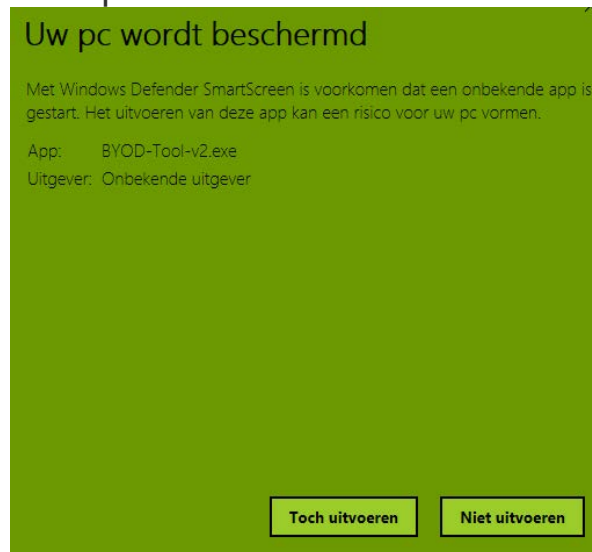 Uw pc wordt beschermd
Met Windows Defender SmartScreen is voorkomen dat een onbekende app is
gestart. Het uitvoeren van deze app kan een risico voor uw pc vormen.
App: BYOD-Tool-v2.exe
Uitgever: Onbekende uitgever
Toch uitvoeren Niet uitvoeren